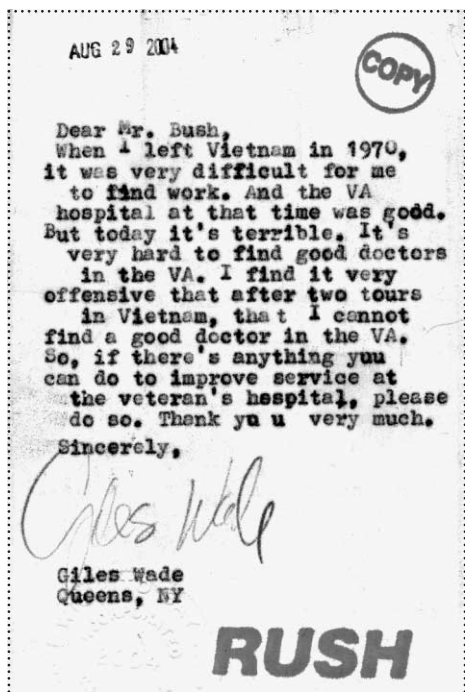 AUG 29 2004
COPY
Dear Mr. Bush,
When I left Vietnam in 1970,
it was very difficult for me
to find work. And the VA
hospital at that time was good.
But today it's terrible. It's
very hard to find good doctors
in the VA. I find it very
offensive that after two tours
in Vietnam, that I cannot
find a good doctor in the VA.
So, if there's anything you
can do to improve service at
the veteran's hospital, please
do so. Thank yo u very much.
Sincerely,
Giles Wade
Giles Wade
Queens, NY
RUSH